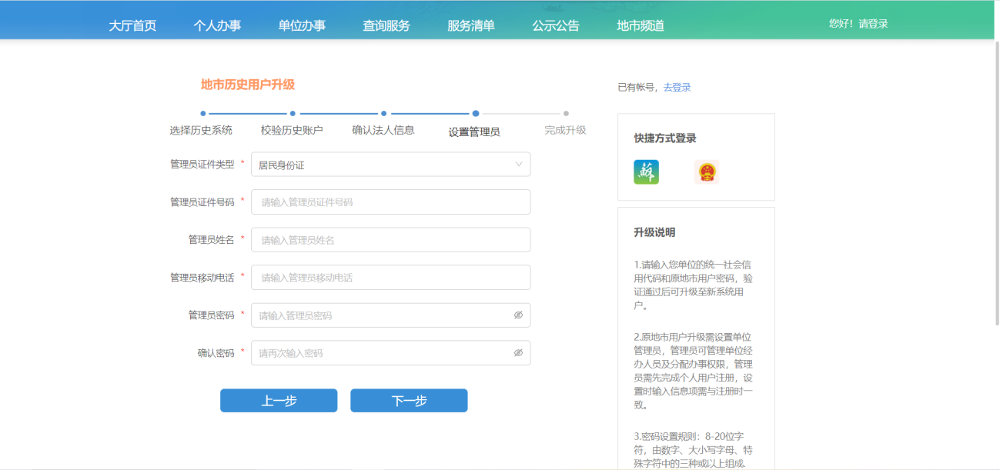 大厅首页 个人办事 单位办事 查询服务 服务清单 公示公告 地市频道 您好！请登录
地市历史用户升级
选择历史系统 校验历史账户 确认法人信息 设置管理员 完成升级
管理员证件类型 * 居民身份证
管理员证件号码 * 请输入管理员证件号码
管理员姓名 * 请输入管理员姓名
管理员移动电话 * 请输入管理员移动电话
管理员密码 * 请输入管理员密码
确认密码 * 请再次输入密码
上一步 下一步
已有帐号，去登录
快捷方式登录
蘇
升级说明
1.请输入您单位的统一社会信
用代码和原地市用户密码，验
证通过后可升级至新系统用
户。
2.原地市用户升级需设置单位
管理员，管理员可管理单位经
办人员及分配办事权限，管理
员需先完成个人用户注册，设
置时输入信息项需与注册时一
致。
3.密码设置规则：8-20位字
符，由数字、大小写字母、特
殊字符中的三种或以上组成.